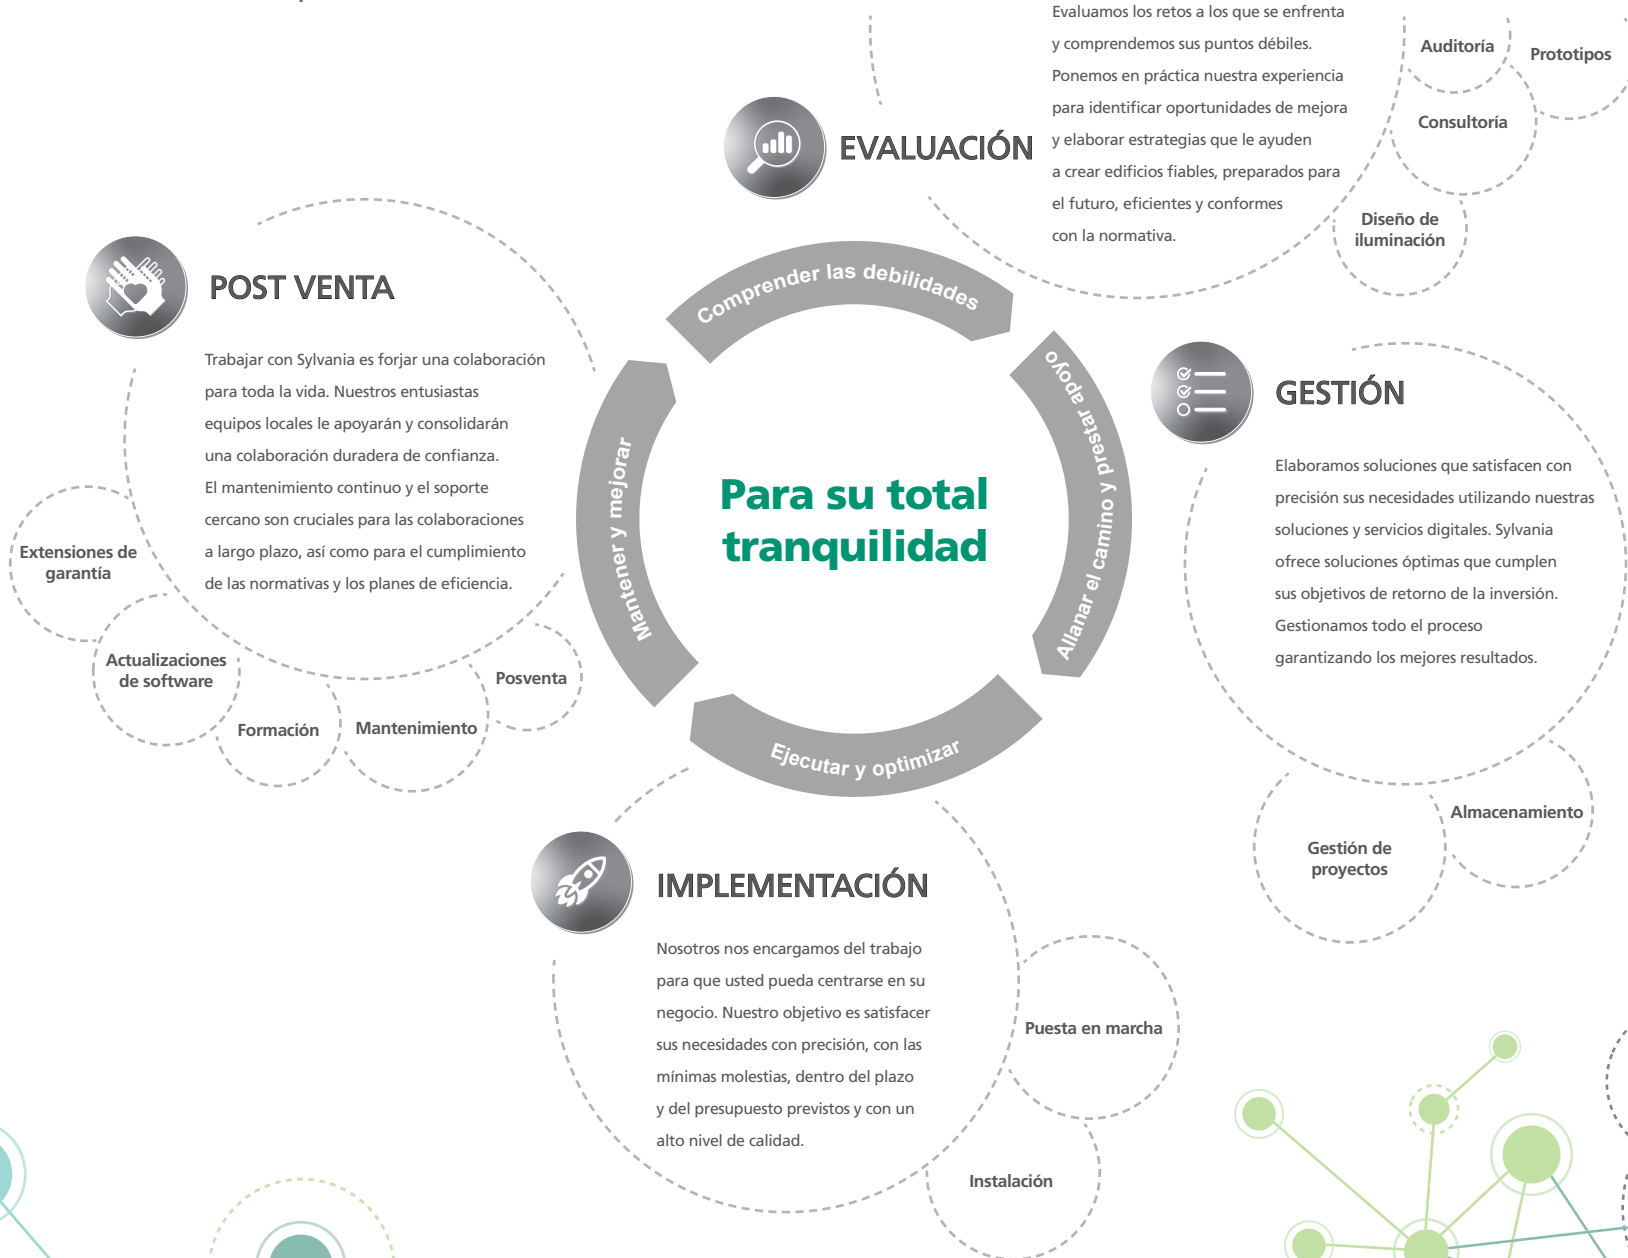 Evaluamos los retos a los que se enfrenta
y comprendemos sus puntos débiles.
Ponemos en práctica nuestra experiencia
para identificar oportunidades de mejora
y elaborar estrategias que le ayuden
a crear edificios fiables, preparados para
el futuro, eficientes y conformes
con la normativa.
EVALUACIÓN
Auditoría
Prototipos
Consultoría
Diseño de
iluminación
POST VENTA
Trabajar con Sylvania es forjar una colaboración
para toda la vida. Nuestros entusiastas
equipos locales le apoyarán y consolidarán
una colaboración duradera de confianza.
El mantenimiento continuo y el soporte
cercano son cruciales para las colaboraciones
a largo plazo, así como para el cumplimiento
de las normativas y los planes de eficiencia.
Extensiones de
garantía
Actualizaciones
de software
Formación
Mantenimiento
Posventa
Comprender las debilidades
Allanar el camino y prestar apoyo
Ejecutar y optimizar
Mantener y mejorar
Para su total
tranquilidad
GESTIÓN
Elaboramos soluciones que satisfacen con
precisión sus necesidades utilizando nuestras
soluciones y servicios digitales. Sylvania
ofrece soluciones óptimas que cumplen
sus objetivos de retorno de la inversión.
Gestionamos todo el proceso
garantizando los mejores resultados.
Almacenamiento
Gestión de
proyectos
IMPLEMENTACIÓN
Nosotros nos encargamos del trabajo
para que usted pueda centrarse en su
negocio. Nuestro objetivo es satisfacer
sus necesidades con precisión, con las
mínimas molestias, dentro del plazo
y del presupuesto previstos y con un
alto nivel de calidad.
Puesta en marcha
Instalación